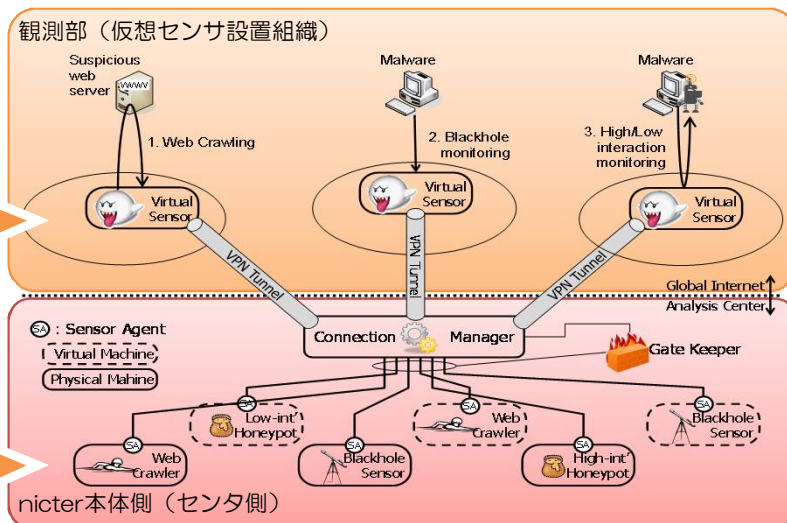 観測部（仮想センサ設置組織）
Suspicious
web
server
WWW
Malware
Malware
1. Web Crawling
2. Blackhole
monitoring
3. High/Low
interaction
monitoring
Virtual
Sensor
Virtual
Sensor
Virtual
Sensor
VPN Tunnel
VPN Tunnel
VPN Tunnel
Global Internet
Analysis Center
SA : Sensor Agent
Virtual Machine
Physical Mahine
Connection Manager
Gate Keeper
SA
Low-int'
Honeypot
SA
Web
Crawler
SA
Blackhole
Sensor
SA
Web
Crawler
SA
Blackhole
Sensor
SA
High-int'
Honeypot
nicter本体側（センタ側）